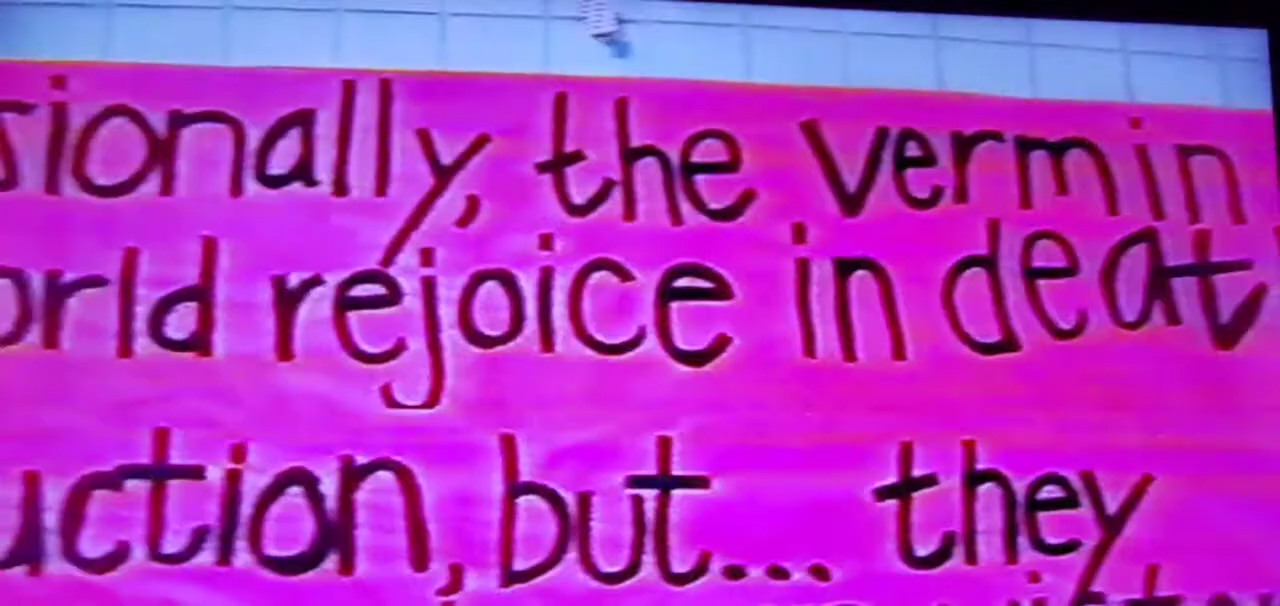 sionally, the vermin
orld rejoice in deat
uction, but... they